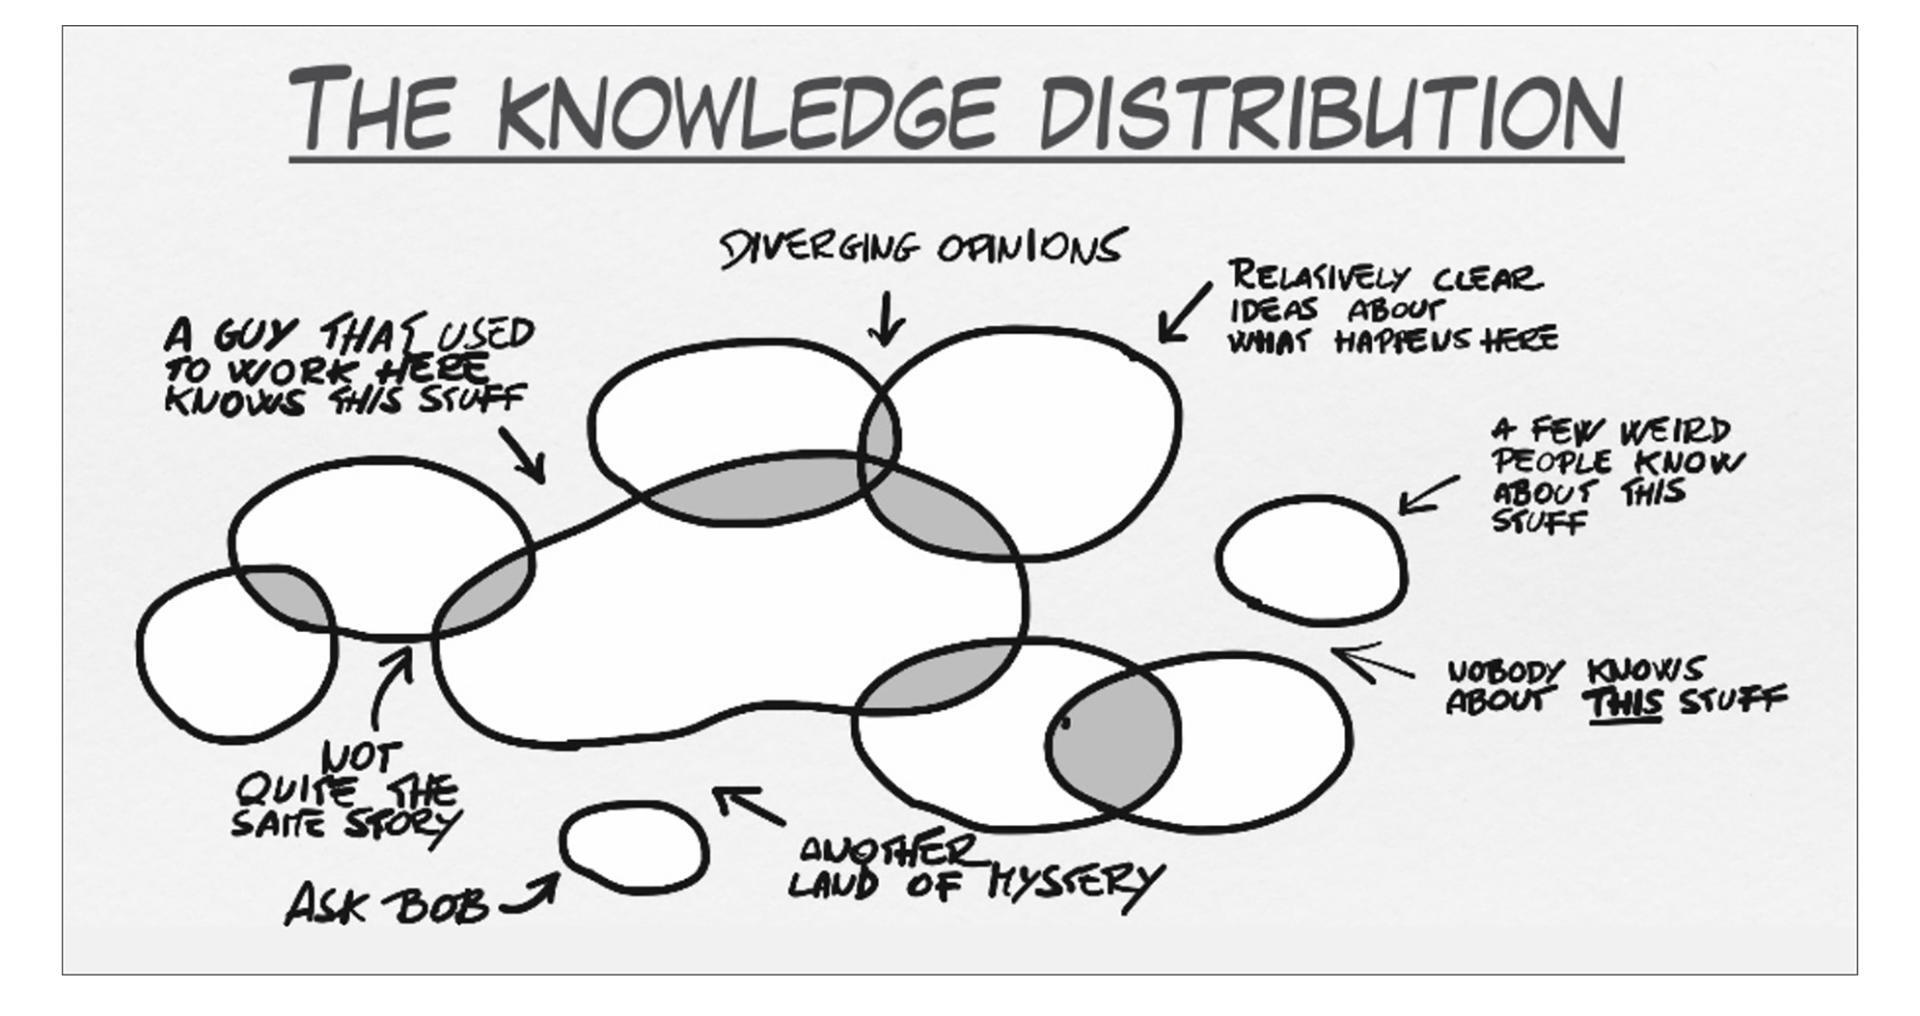 THE KNOWLEDGE DISTRIBUTION
DIVERGING OPINIONS
RELATIVELY CLEAR
IDEAS ABOUT
WHAT HAPPENS HERE
A GUY THAT USED
TO WORK HERE
KNOWS THIS STUFF
A FEW WEIRD
PEOPLE KNOW
ABOUT THIS
STUFF
NOBODY KNOWS
ABOUT THIS STUFF
NOT
QUITE THE
SAME STORY
ANOTHER
LAND OF MYSTERY
ASK BOB